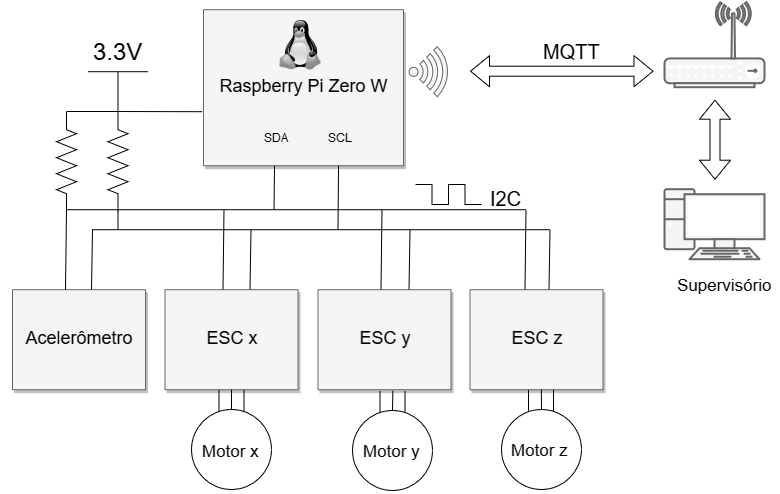 3.3V
Raspberry Pi Zero W
MQTT
SDA
SCL
I2C
Supervisório
Acelerômetro
ESC x
ESC y
ESC z
Motor x
Motor y
Motor z